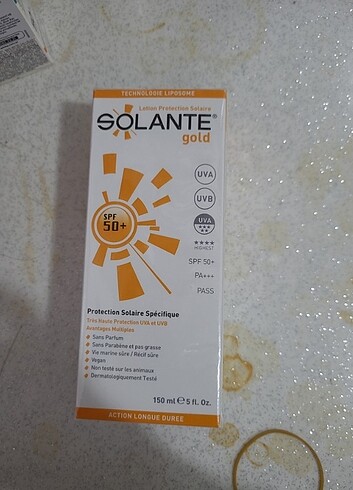 TECHNOLOGIE LIPOSOME
Lotion Protection Solaire
SOLANTE®
gold
UVA
UVB
SPF
50+
UVA
HIGHEST
SPF 50+
PA+++
PASS
Protection Solaire Spécifique
Très Haute Protection UVA et UVB
Avantages Multiples
Sans Parfum
Sans Parabène et pas grasse
Vie marine sûre / Récif sûre
Vegan
Non testé sur les animaux
Dermatologiquement Testé
150 ml ℮ 5 fl. Oz.
ACTION LONGUE DUREE